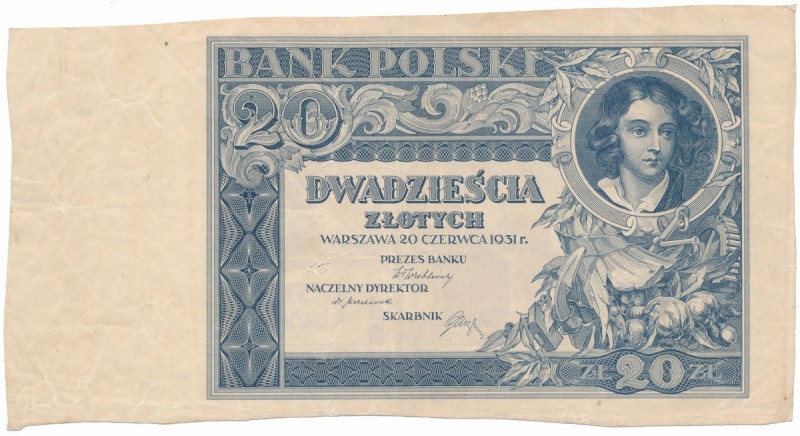 BANK POLSKI
20
DWADZIEŚCIA
ZŁOTYCH
WARSZAWA 20 CZERWCA 1931 r.
PREZES BANKU
NACZELNY DYREKTOR
SKARBNIK
ZŁ 20 ZŁ